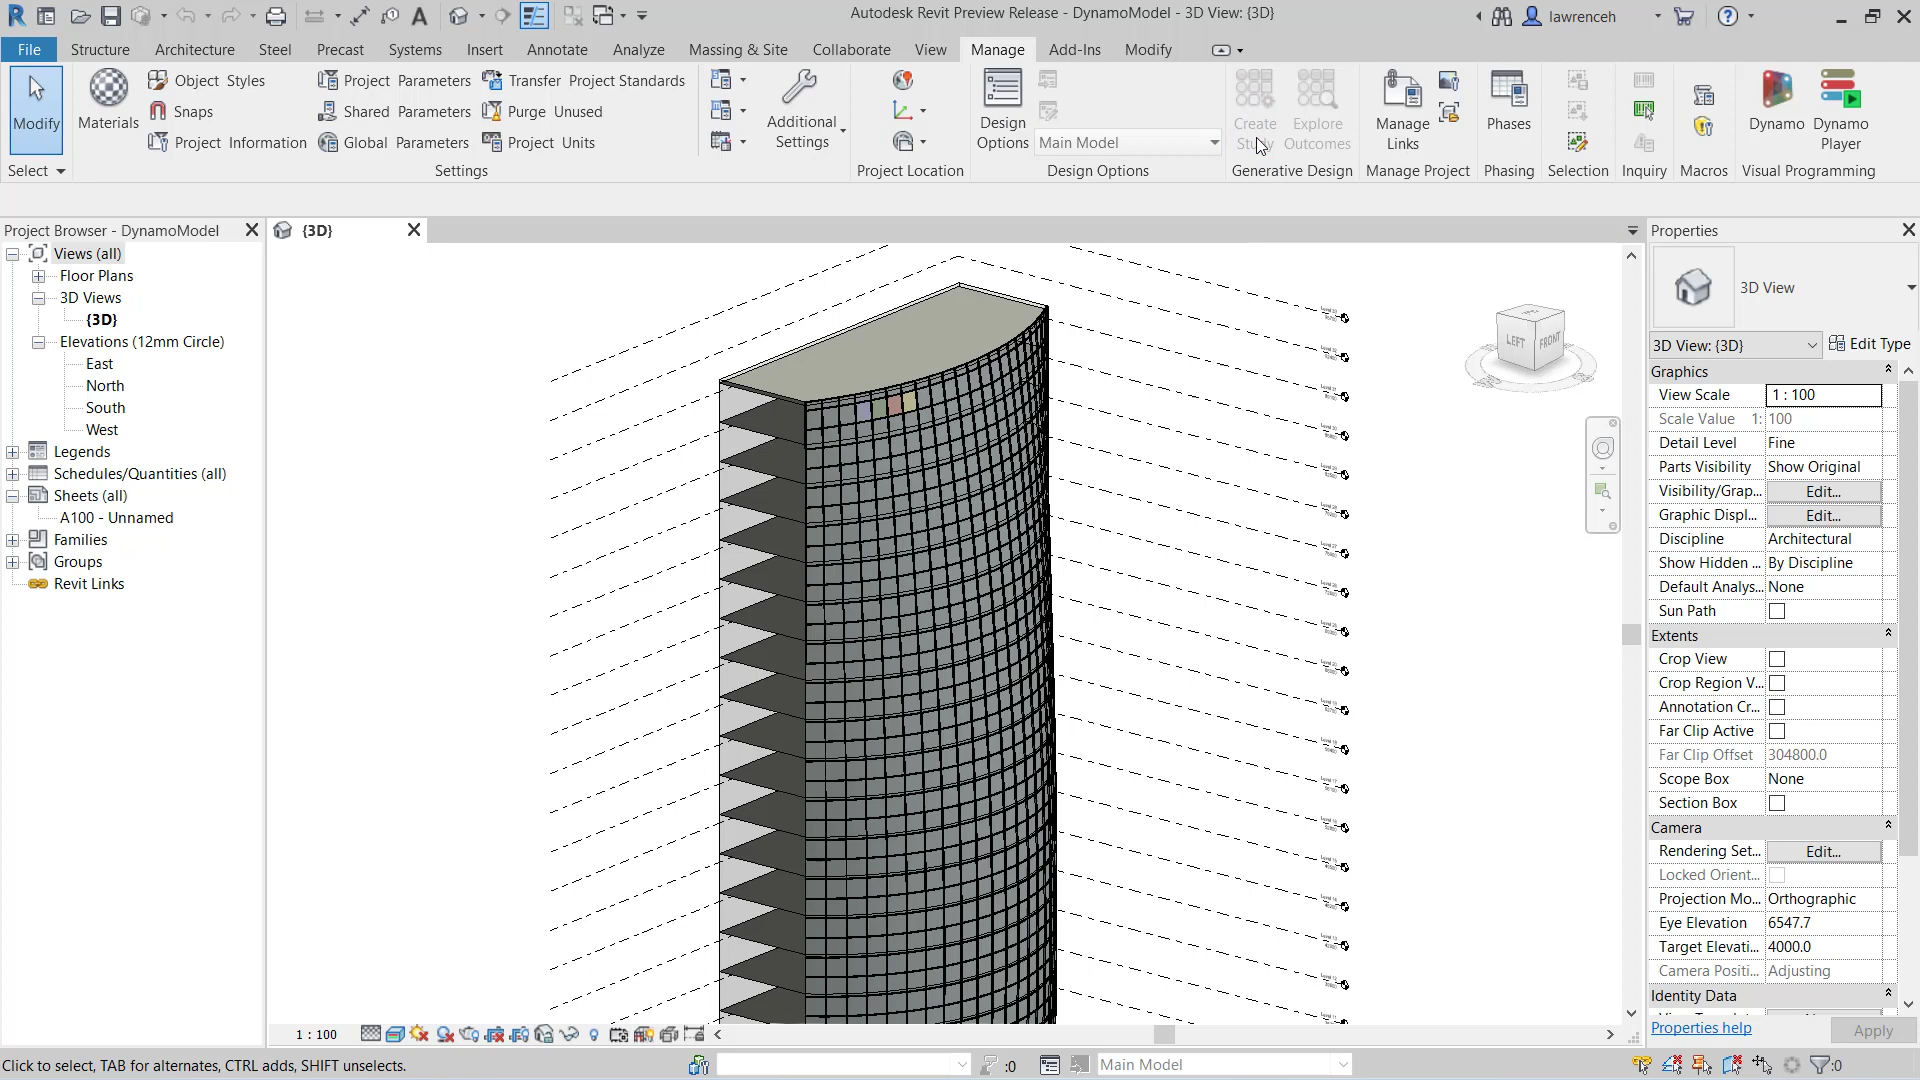 Autodesk Revit Preview Release - DynamoModel - 3D View: {3D}
lawrenceh
File Structure Architecture Steel Precast Systems Insert Annotate Analyze Massing & Site Collaborate View Manage Add-Ins Modify
Modify
Select
Materials
Object Styles
Snaps
Project Information
Project Parameters
Shared Parameters
Global Parameters
Transfer Project Standards
Purge Unused
Project Units
Settings
Additional
Settings
Project Location
Design
Options
Main Model
Design Options
Create
Study
Explore
Outcomes
Generative Design
Manage
Links
Manage Project
Phases
Phasing
Selection
Inquiry
Macros
Dynamo
Dynamo
Player
Visual Programming
Project Browser - DynamoModel
Views (all)
Floor Plans
3D Views
{3D}
Elevations (12mm Circle)
East
North
South
West
Legends
Schedules/Quantities (all)
Sheets (all)
A100 - Unnamed
Families
Groups
Revit Links
{3D}
LEFT
FRONT
1 : 100
Properties
3D View
3D View: {3D}
Edit Type
Graphics
View Scale 1 : 100
Scale Value 1: 100
Detail Level Fine
Parts Visibility Show Original
Visibility/Grap... Edit...
Graphic Displ... Edit...
Discipline Architectural
Show Hidden ... By Discipline
Default Analys... None
Sun Path
Extents
Crop View
Crop Region V...
Annotation Cr...
Far Clip Active
Far Clip Offset 304800.0
Scope Box None
Section Box
Camera
Rendering Set... Edit...
Locked Orient...
Projection Mo... Orthographic
Eye Elevation 6547.7
Target Elevati... 4000.0
Camera Positi... Adjusting
Identity Data
Properties help
Apply
Click to select, TAB for alternates, CTRL adds, SHIFT unselects.
:0
Main Model
:0